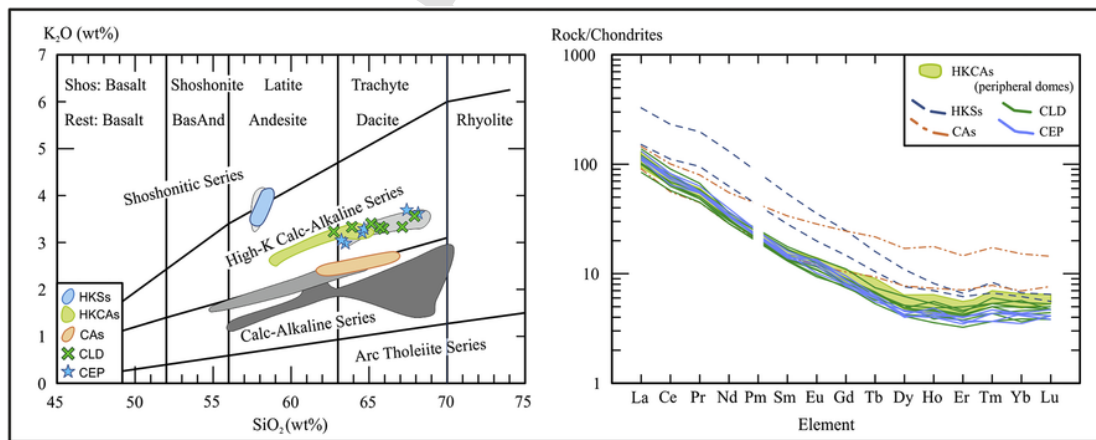 K₂O (wt%)
7
6
5
4
3
2
1
0
Shos: Basalt
Shoshonite
Latite
Trachyte
Rest: Basalt
BasAnd
Andesite
Dacite
Rhyolite
Shoshonitic Series
High-K Calc-Alkaline Series
Calc-Alkaline Series
Arc Tholeiite Series
HKSs
HKCAs
CAs
CLD
CEP
45 50 55 60 65 70 75
SiO₂ (wt%)
Rock/Chondrites
1000
100
10
1
HKCAs
(peripheral domes)
HKSs
CLD
CAs
CEP
La Ce Pr Nd Pm Sm Eu Gd Tb Dy Ho Er Tm Yb Lu
Element